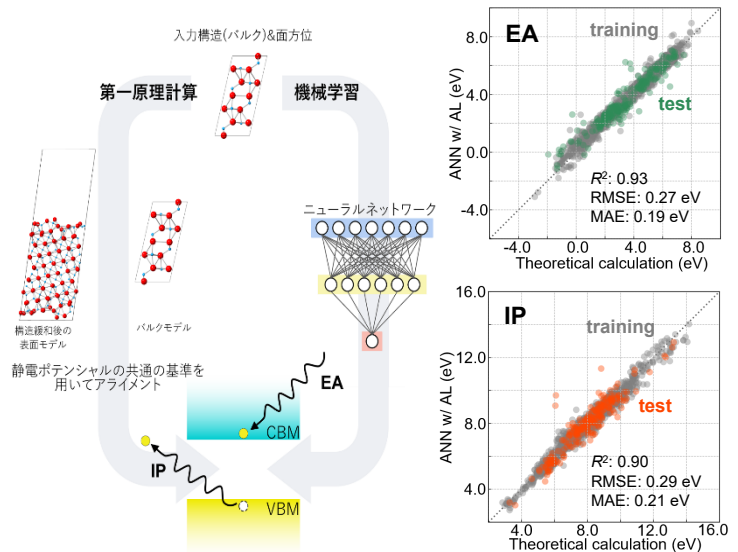 入力構造(バルク)&面方位
第一原理計算
機械学習
ニューラルネットワーク
構造緩和後の
表面モデル
バルクモデル
静電ポテンシャルの共通の基準を
用いてアライメント
EA
CBM
IP
VBM
EA
training
test
R²: 0.93
RMSE: 0.27 eV
MAE: 0.19 eV
ANN w/ AL (eV)
8.0
4.0
0.0
-4.0
-4.0 0.0 4.0 8.0
Theoretical calculation (eV)
IP
training
test
R²: 0.90
RMSE: 0.29 eV
MAE: 0.21 eV
ANN w/ AL (eV)
16.0
12.0
8.0
4.0
4.0 8.0 12.0 16.0
Theoretical calculation (eV)